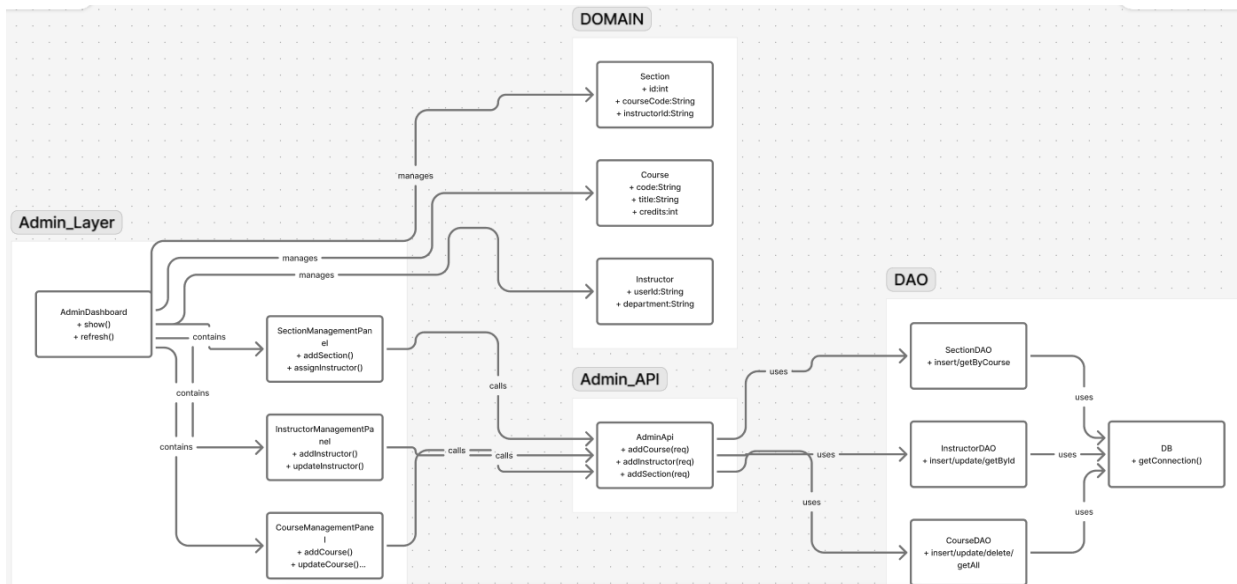 DOMAIN
Section
+ id:int
+ courseCode:String
+ instructorId:String
manages
Course
+ code:String
+ title:String
+ credits:int
Admin_Layer
manages
manages
Instructor
+ userId:String
+ department:String
DAO
AdminDashboard
+ show()
+ refresh()
contains
SectionManagementPan
el
+ addSection()
+ assignInstructor()
SectionDAO
+ insert/getByCourse
uses
Admin_API
calls
contains
uses
InstructorManagementPa
nel
+ addInstructor()
+ updateInstructor()
contains
calls
calls
AdminApi
+ addCourse(req)
+ addInstructor(req)
+ addSection(req)
uses
InstructorDAO
+ insert/update/getById
uses
DB
+ getConnection()
uses
uses
CourseManagementPane
l
+ addCourse()
+ updateCourse()...
CourseDAO
+ insert/update/delete/
getAll